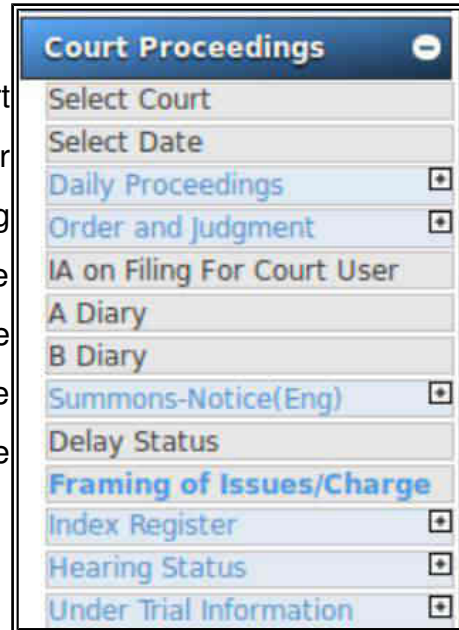 Court Proceedings
Select Court
Select Date
Daily Proceedings
Order and Judgment
IA on Filing For Court User
A Diary
B Diary
Summons-Notice(Eng)
Delay Status
Framing of Issues/Charge
Index Register
Hearing Status
Under Trial Information